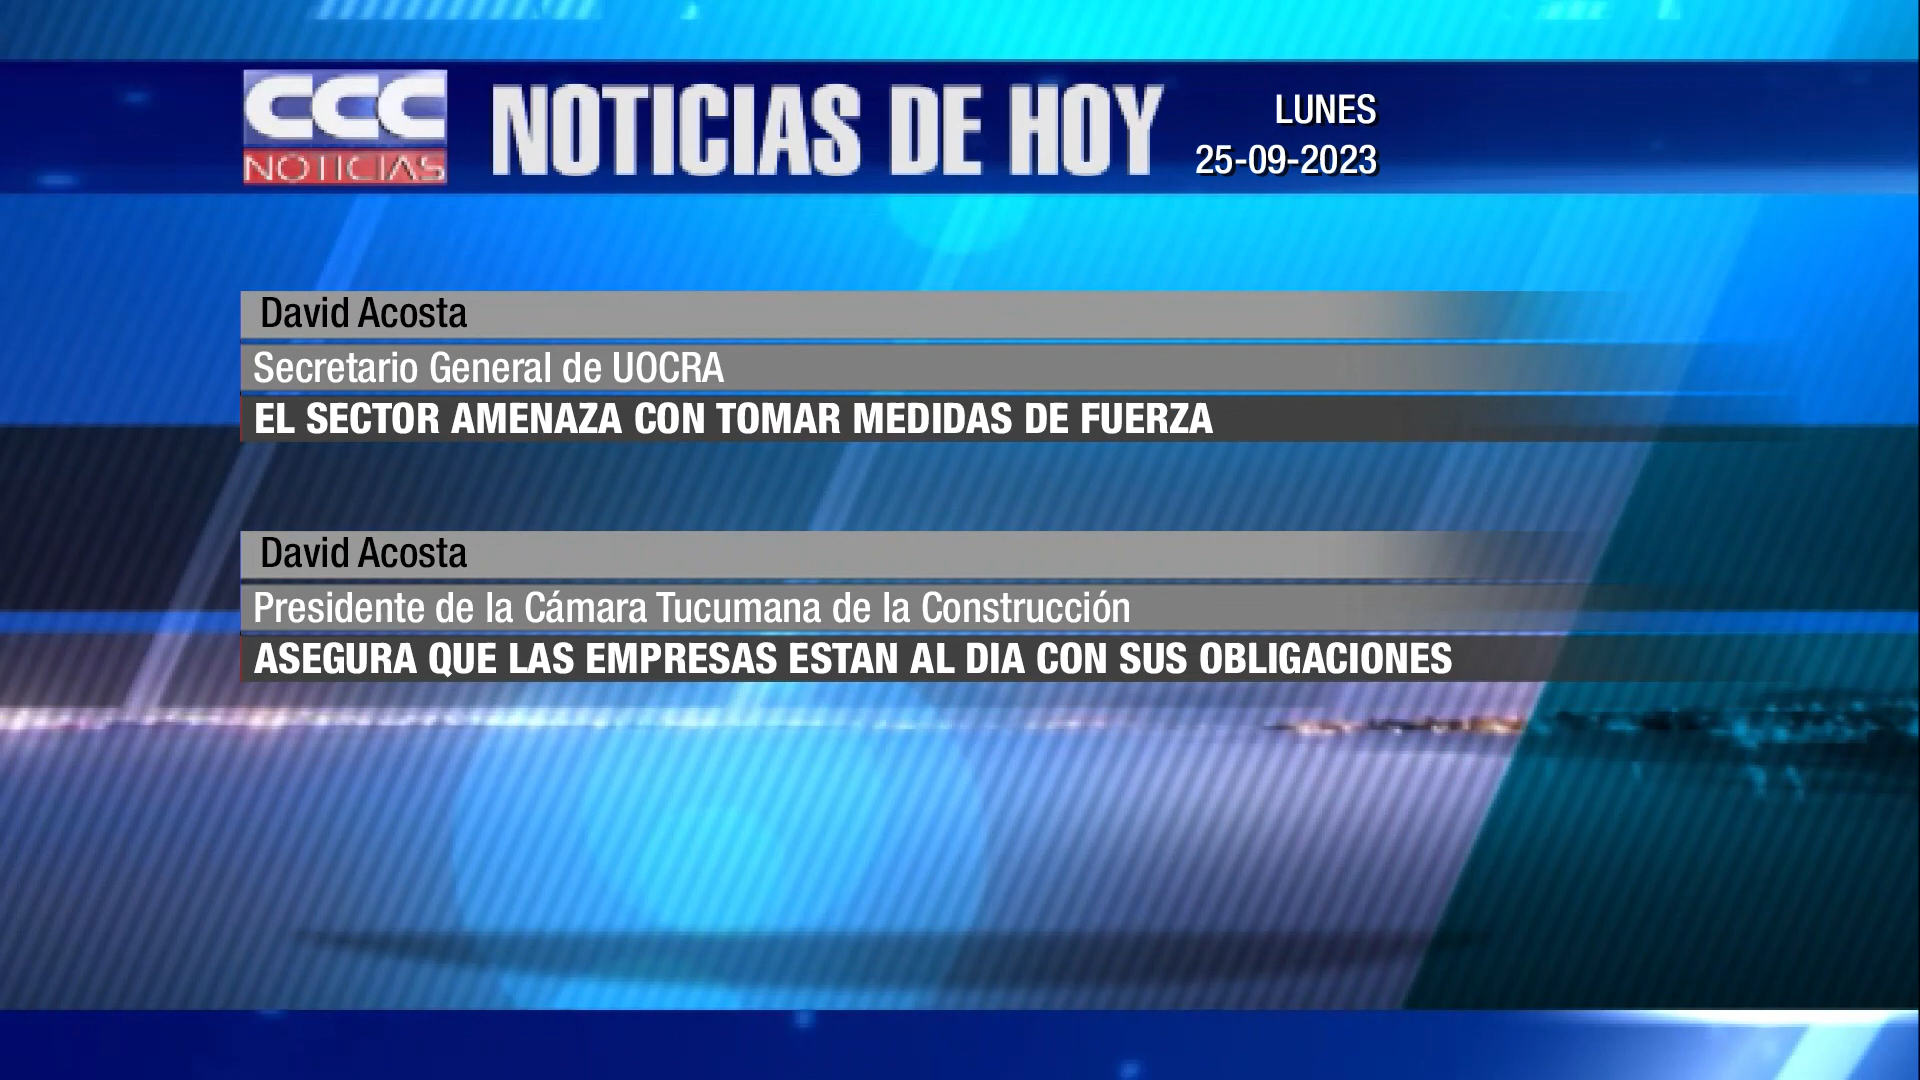 CCC
NOTICIAS
NOTICIAS DE HOY
LUNES
25-09-2023
David Acosta
Secretario General de UOCRA
EL SECTOR AMENAZA CON TOMAR MEDIDAS DE FUERZA
David Acosta
Presidente de la Cámara Tucumana de la Construcción
ASEGURA QUE LAS EMPRESAS ESTAN AL DIA CON SUS OBLIGACIONES